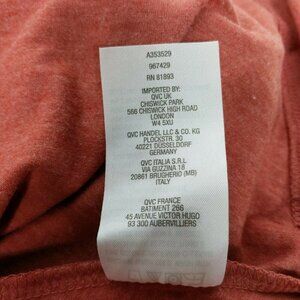 A353529
967429
RN 81893
IMPORTED BY:
QVC UK
CHISWICK PARK
566 CHISWICK HIGH ROAD
LONDON
W4 5XU
QVC HANDEL LLC & CO. KG
PLOCKSTR. 30
40221 DÜSSELDORF
GERMANY
QVC ITALIA S.R.L
VIA GUZZINA 18
20861 BRUGHERIO (MB)
ITALY
QVC FRANCE
BATIMENT 266
45 AVENUE VICTOR HUGO
93 300 AUBERVILLIERS